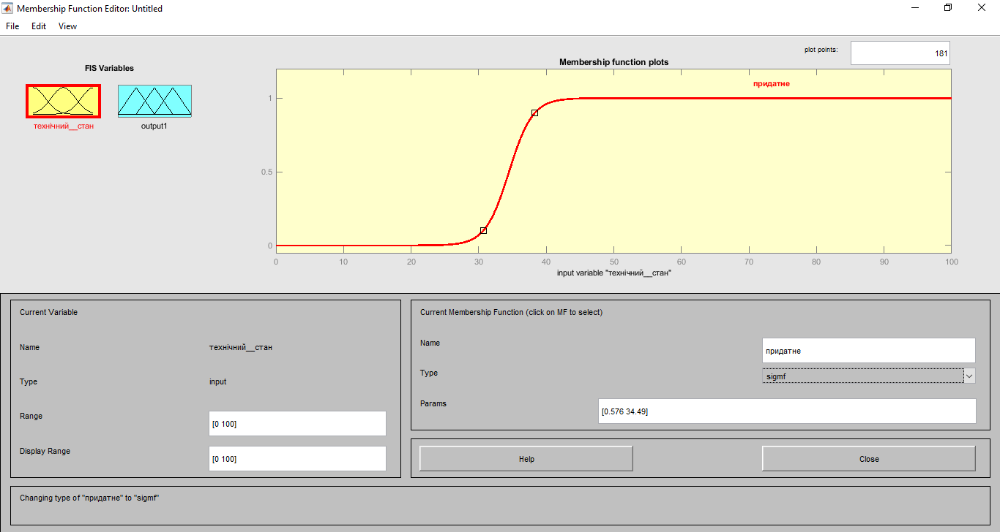 Membership Function Editor: Untitled
File Edit View
FIS Variables
технічний__стан
output1
plot points:
181
Membership function plots
придатне
1
0.5
0
0 10 20 30 40 50 60 70 80 90 100
input variable "технічний__стан"
Current Variable
Name технічний__стан
Type input
Range [0 100]
Display Range [0 100]
Current Membership Function (click on MF to select)
Name придатне
Type sigmf
Params [0.576 34.49]
Help Close
Changing type of "придатне" to "sigmf"